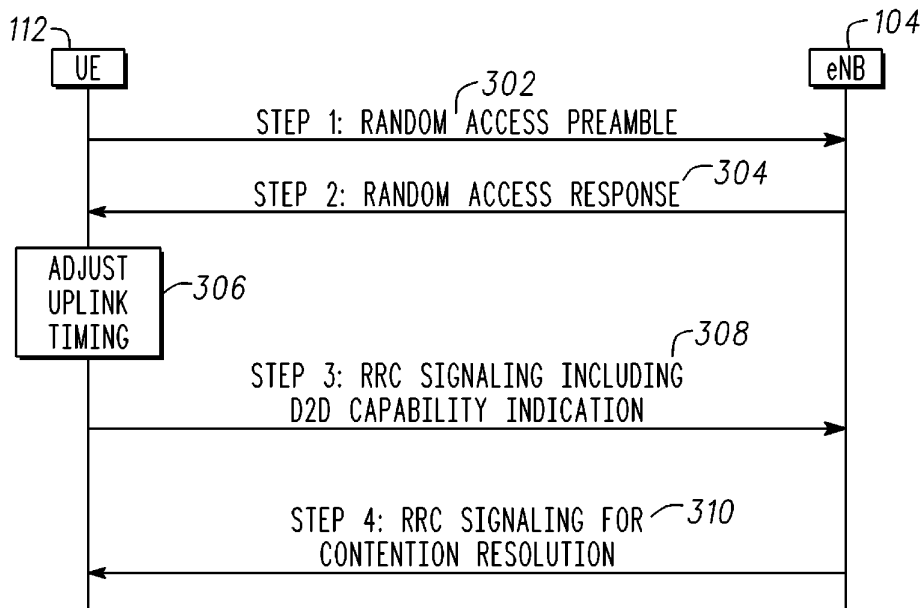 112
104
UE
eNB
302
STEP 1: RANDOM ACCESS PREAMBLE
304
STEP 2: RANDOM ACCESS RESPONSE
ADJUST
UPLINK
TIMING
306
308
STEP 3: RRC SIGNALING INCLUDING
D2D CAPABILITY INDICATION
STEP 4: RRC SIGNALING FOR
310
CONTENTION RESOLUTION